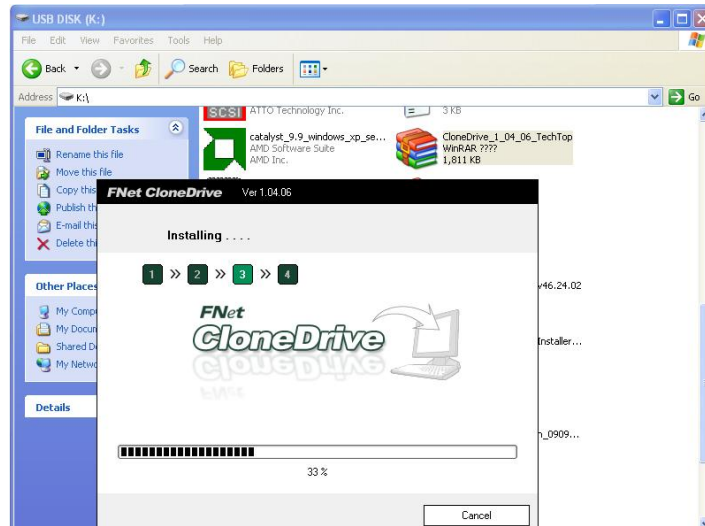 USB DISK (K:)
File Edit View Favorites Tools Help
Back Search Folders
Address K:\ Go
File and Folder Tasks
Rename this file
Move this file
Copy this
Publish th
E-mail this
Delete thi
Other Places
My Compu
My Docum
Shared Do
My Netwo
Details
SCSI ATTO Technology Inc.
3 KB
catalyst_9.9_windows_xp_se...
AMD Software Suite
AMD Inc.
CloneDrive_1_04_06_TechTop
WinRAR ????
1,811 KB
v46.24.02
Installer...
n_0909...
FNet CloneDrive Ver 1.04.06
Installing . . . .
1 » 2 » 3 » 4
FNet
CloneDrive
33 %
Cancel